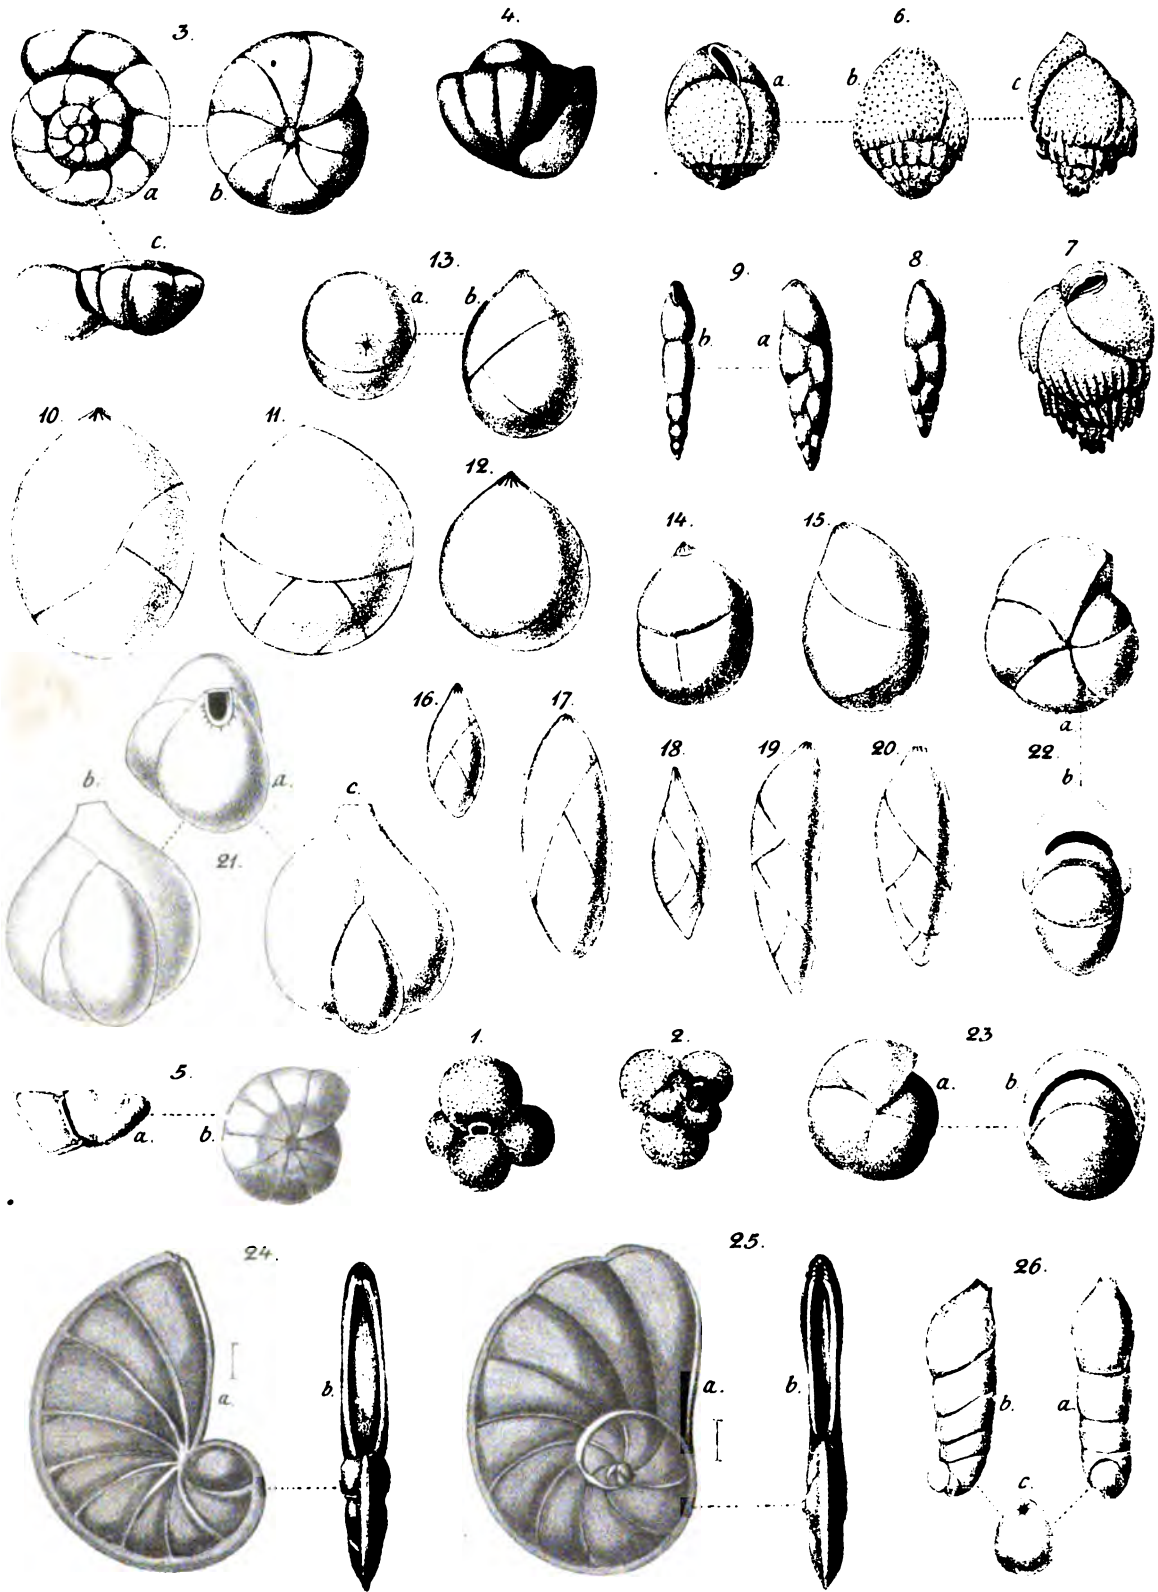 3. 4. 6.
a. b. a. b. c
c. 13. 9. 8. 7
a. b. b. a
10. 11. 12.
14. 15.
16. 17. a.
18. 19. 20. 22.
b. a. c. b
21.
1. 2. 23
5. a. b.
a. b.
24. 25. 26.
a. b. a. b. b. a.
c.